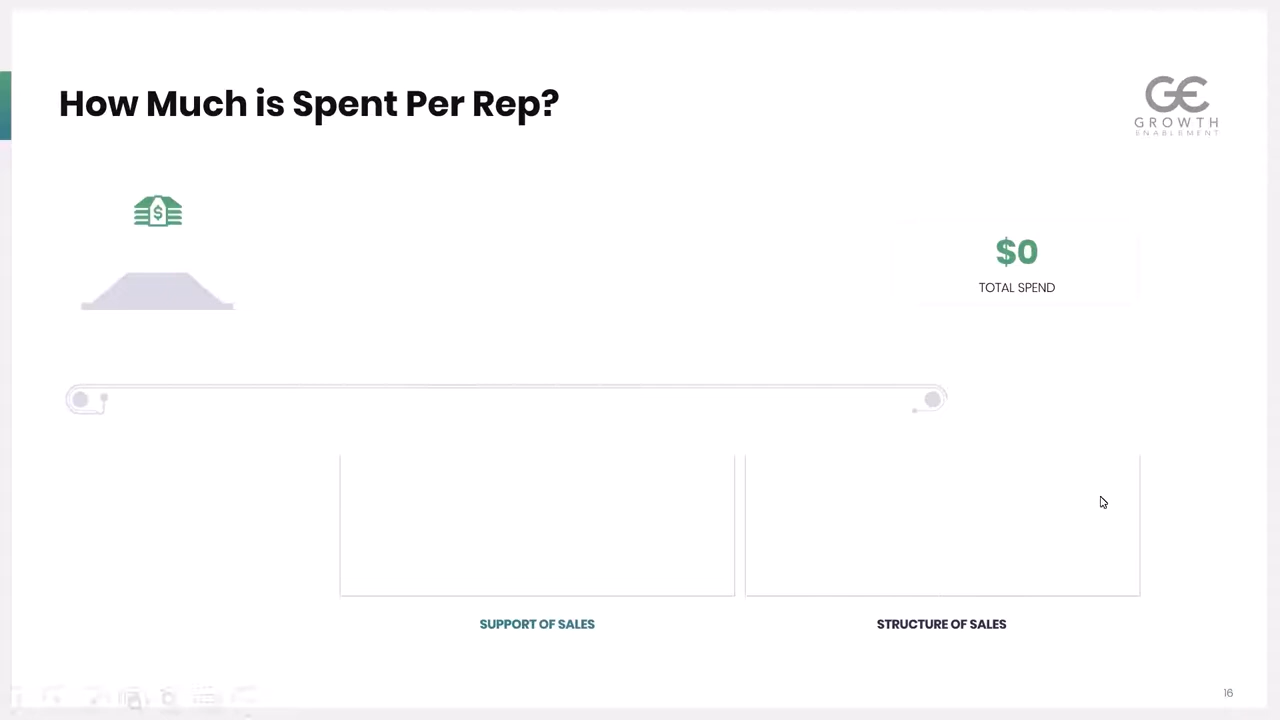 How Much is Spent Per Rep?
GE
GROWTH
ENABLEMENT
$
$0
TOTAL SPEND
SUPPORT OF SALES
STRUCTURE OF SALES
16